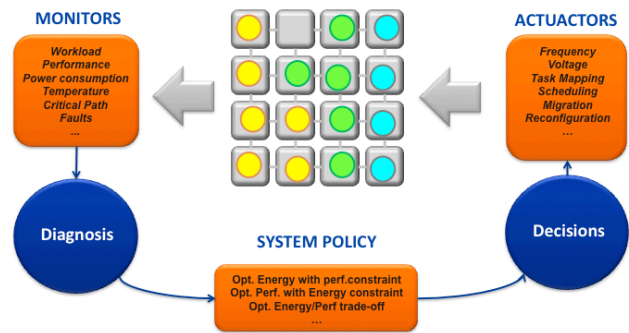 MONITORS
Workload
Performance
Power consumption
Temperature
Critical Path
Faults
...
ACTUACTORS
Frequency
Voltage
Task Mapping
Scheduling
Migration
Reconfiguration
...
Diagnosis
SYSTEM POLICY
Opt. Energy with perf.constraint
Opt. Perf. with Energy constraint
Opt. Energy/Perf trade-off
...
Decisions